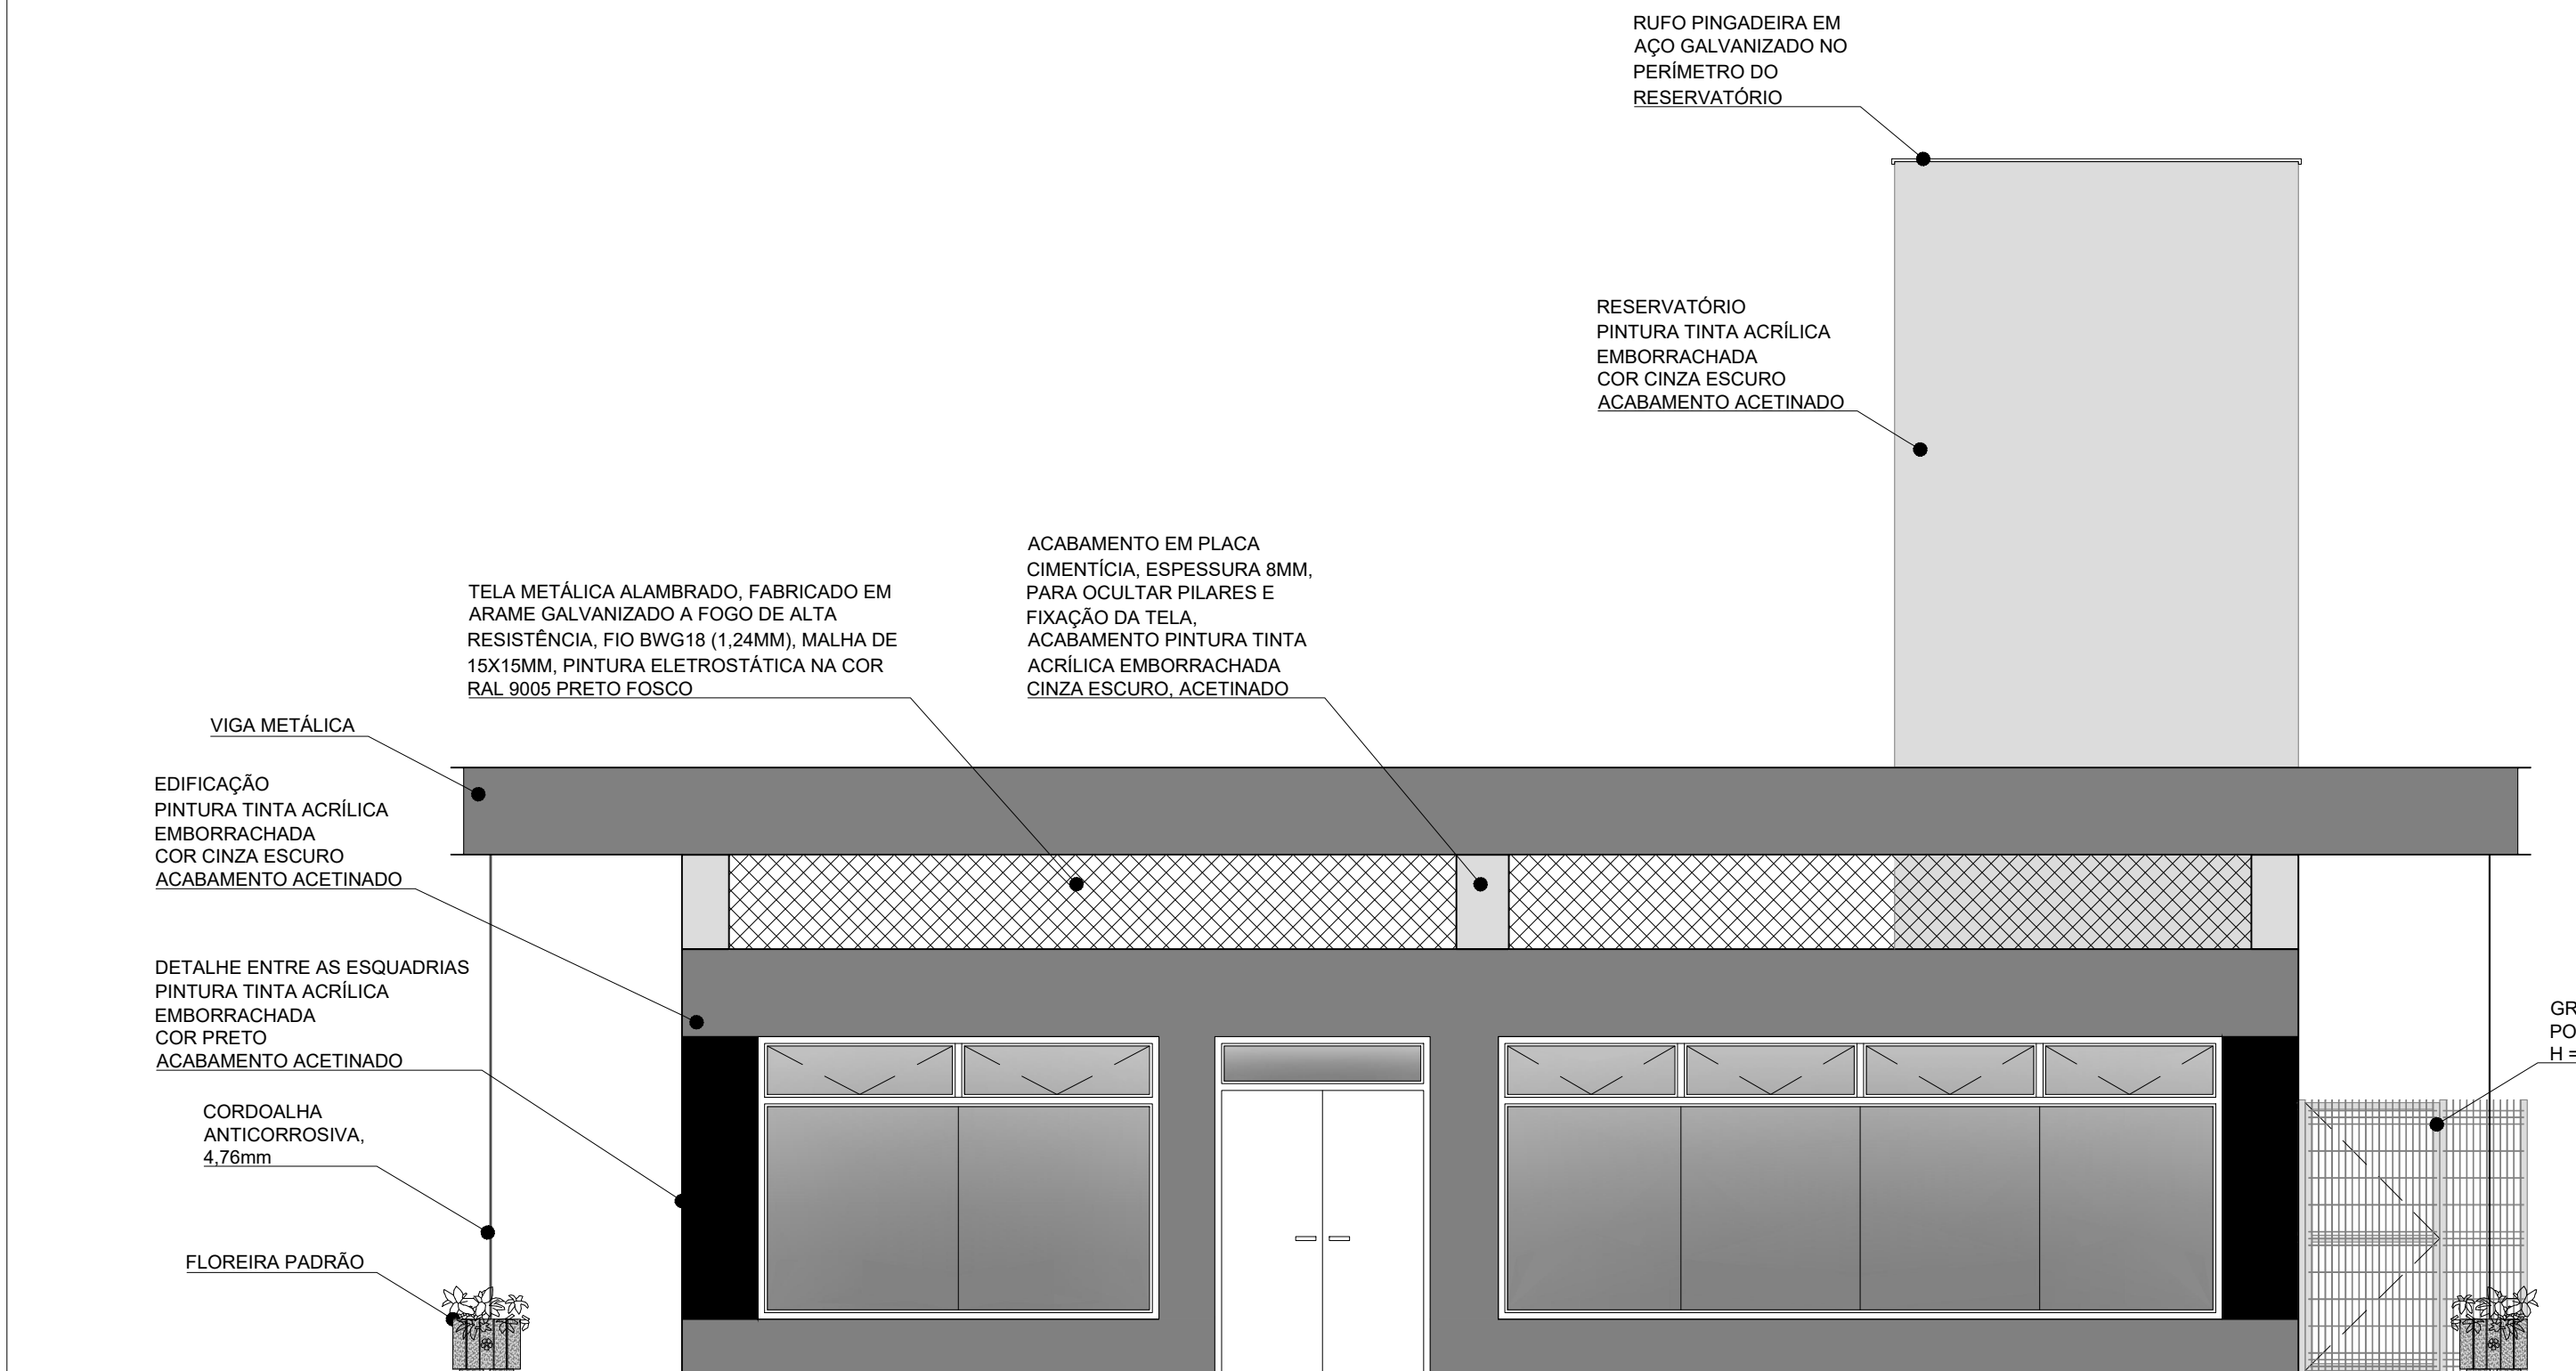 RUFO PINGADEIRA EM
AÇO GALVANIZADO NO
PERÍMETRO DO
RESERVATÓRIO
RESERVATÓRIO
PINTURA TINTA ACRÍLICA
EMBORRACHADA
COR CINZA ESCURO
ACABAMENTO ACETINADO
ACABAMENTO EM PLACA
CIMENTÍCIA, ESPESSURA 8MM,
PARA OCULTAR PILARES E
FIXAÇÃO DA TELA,
ACABAMENTO PINTURA TINTA
ACRÍLICA EMBORRACHADA
CINZA ESCURO, ACETINADO
TELA METÁLICA ALAMBRADO, FABRICADO EM
ARAME GALVANIZADO A FOGO DE ALTA
RESISTÊNCIA, FIO BWG18 (1,24MM), MALHA DE
15X15MM, PINTURA ELETROSTÁTICA NA COR
RAL 9005 PRETO FOSCO
VIGA METÁLICA
EDIFICAÇÃO
PINTURA TINTA ACRÍLICA
EMBORRACHADA
COR CINZA ESCURO
ACABAMENTO ACETINADO
DETALHE ENTRE AS ESQUADRIAS
PINTURA TINTA ACRÍLICA
EMBORRACHADA
COR PRETO
ACABAMENTO ACETINADO
CORDOALHA
ANTICORROSIVA,
4,76mm
FLOREIRA PADRÃO
GR
PO
H =